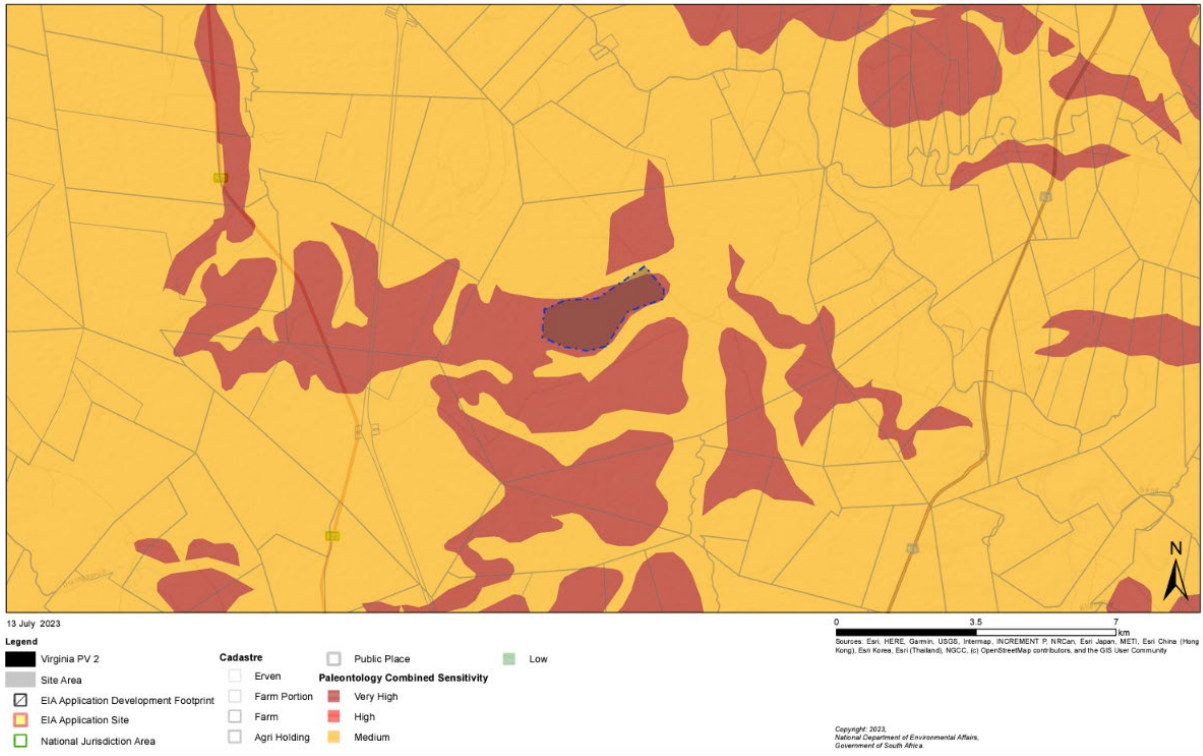 N
13 July 2023
0 3.5 7
km
Sources: Esri, HERE, Garmin, USGS, Intermap, INCREMENT P, NRCan, Esri Japan, METI, Esri China (Hong
Kong), Esri Korea, Esri (Thailand), NGCC, (c) OpenStreetMap contributors, and the GIS User Community
Legend
Virginia PV 2
Site Area
EIA Application Development Footprint
EIA Application Site
National Jurisdiction Area
Cadastre
Erven
Farm Portion
Farm
Agri Holding
Public Place
Paleontology Combined Sensitivity
Very High
High
Medium
Low
Copyright: 2023,
National Department of Environmental Affairs,
Government of South Africa.